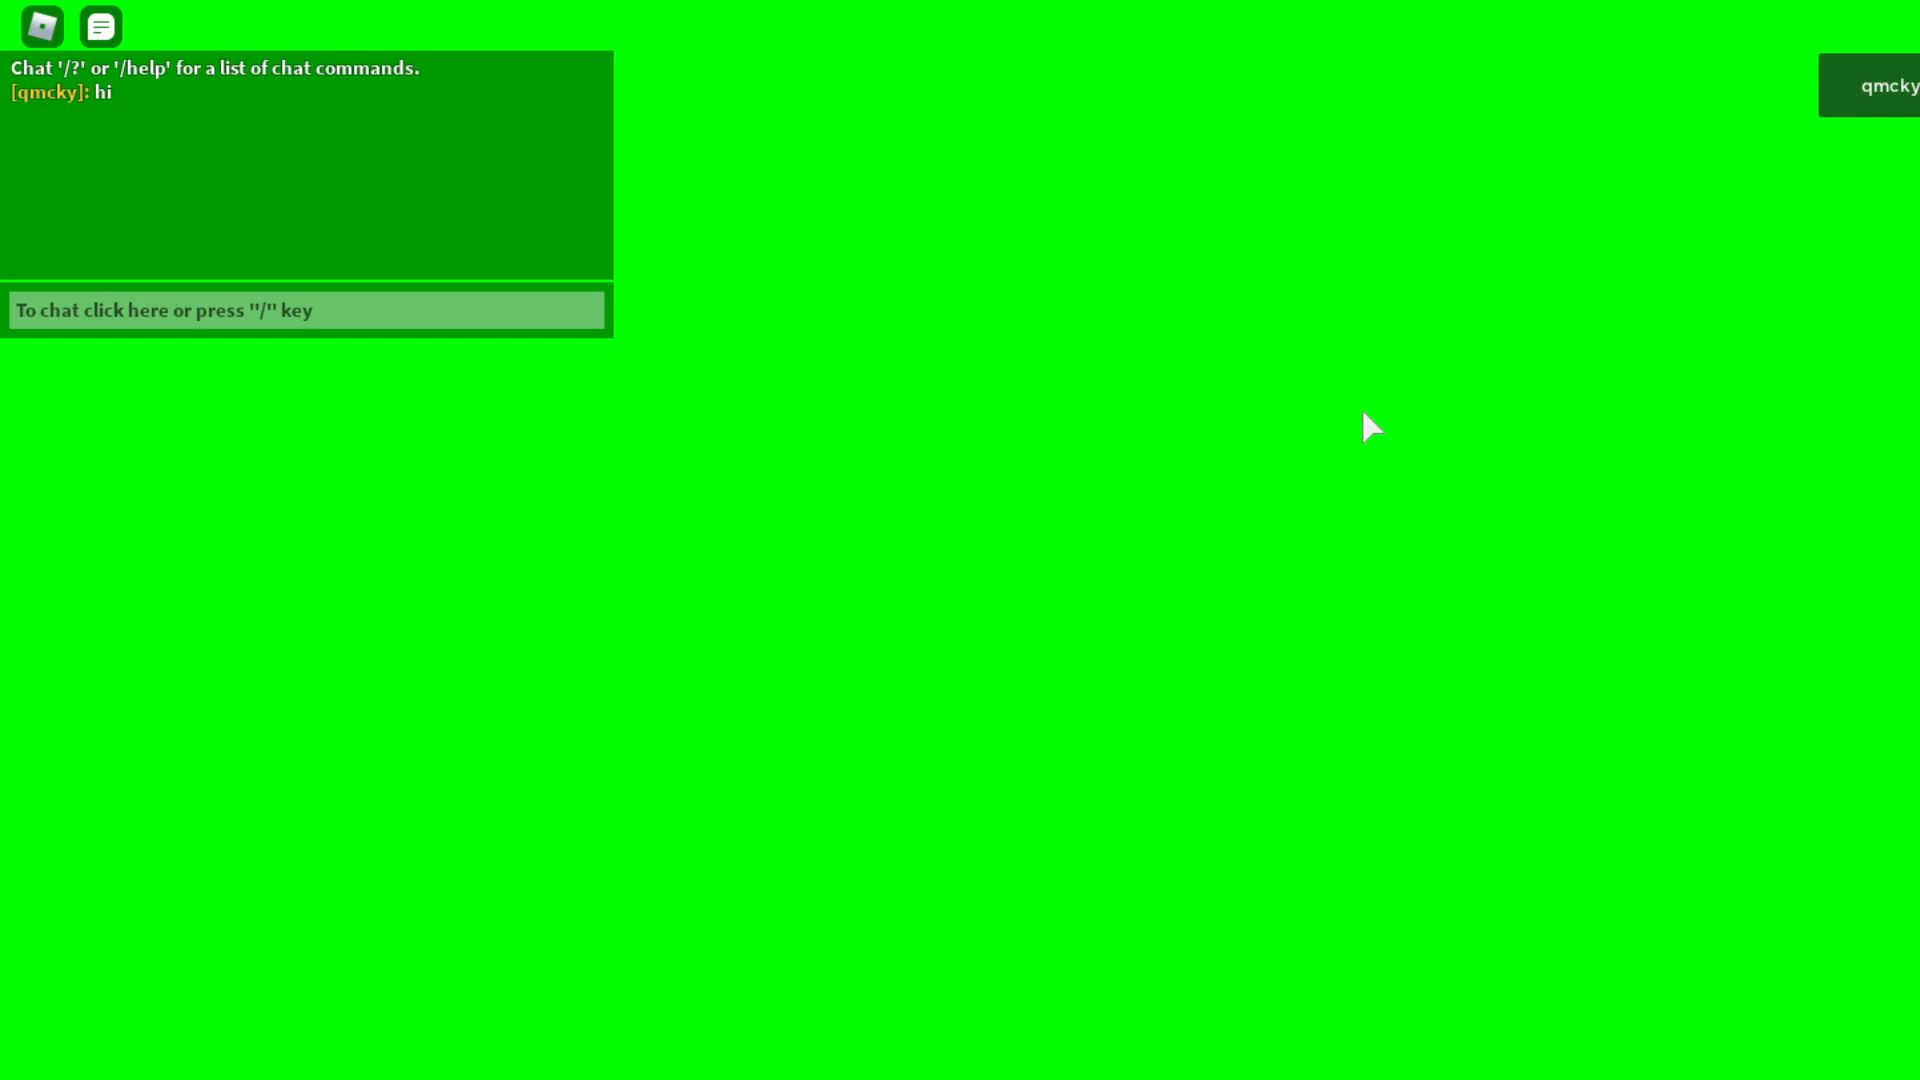 Chat '/?' or '/help' for a list of chat commands.
[qmcky]: hi
qmcky
To chat click here or press "/" key